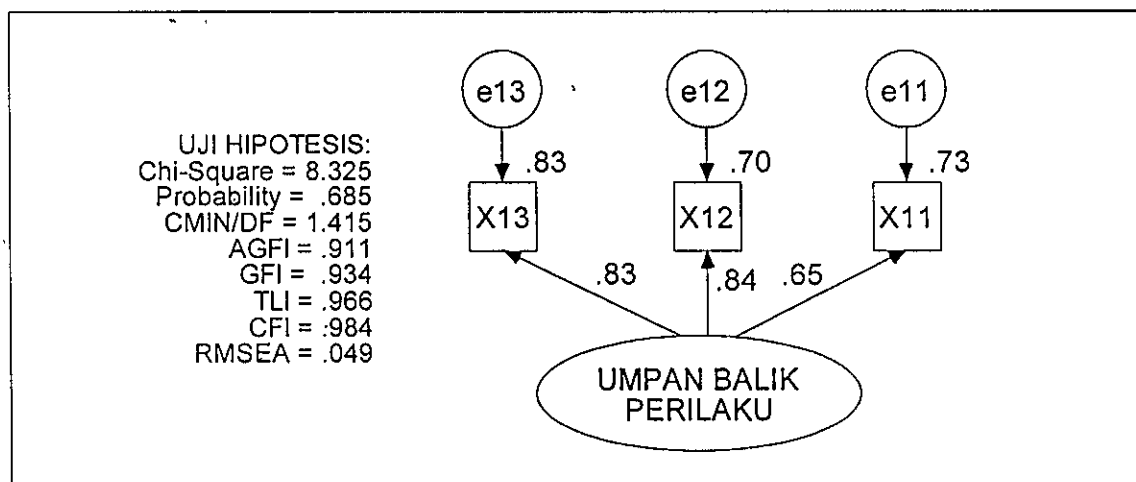 e13 e12 e11
UJI HIPOTESIS:
Chi-Square = 8.325
Probability = .685
CMIN/DF = 1.415
AGFI = .911
GFI = .934
TLI = .966
CFI = .984
RMSEA = .049
.83 .70 .73
X13 X12 X11
.83 .84 .65
UMPAN BALIK
PERILAKU